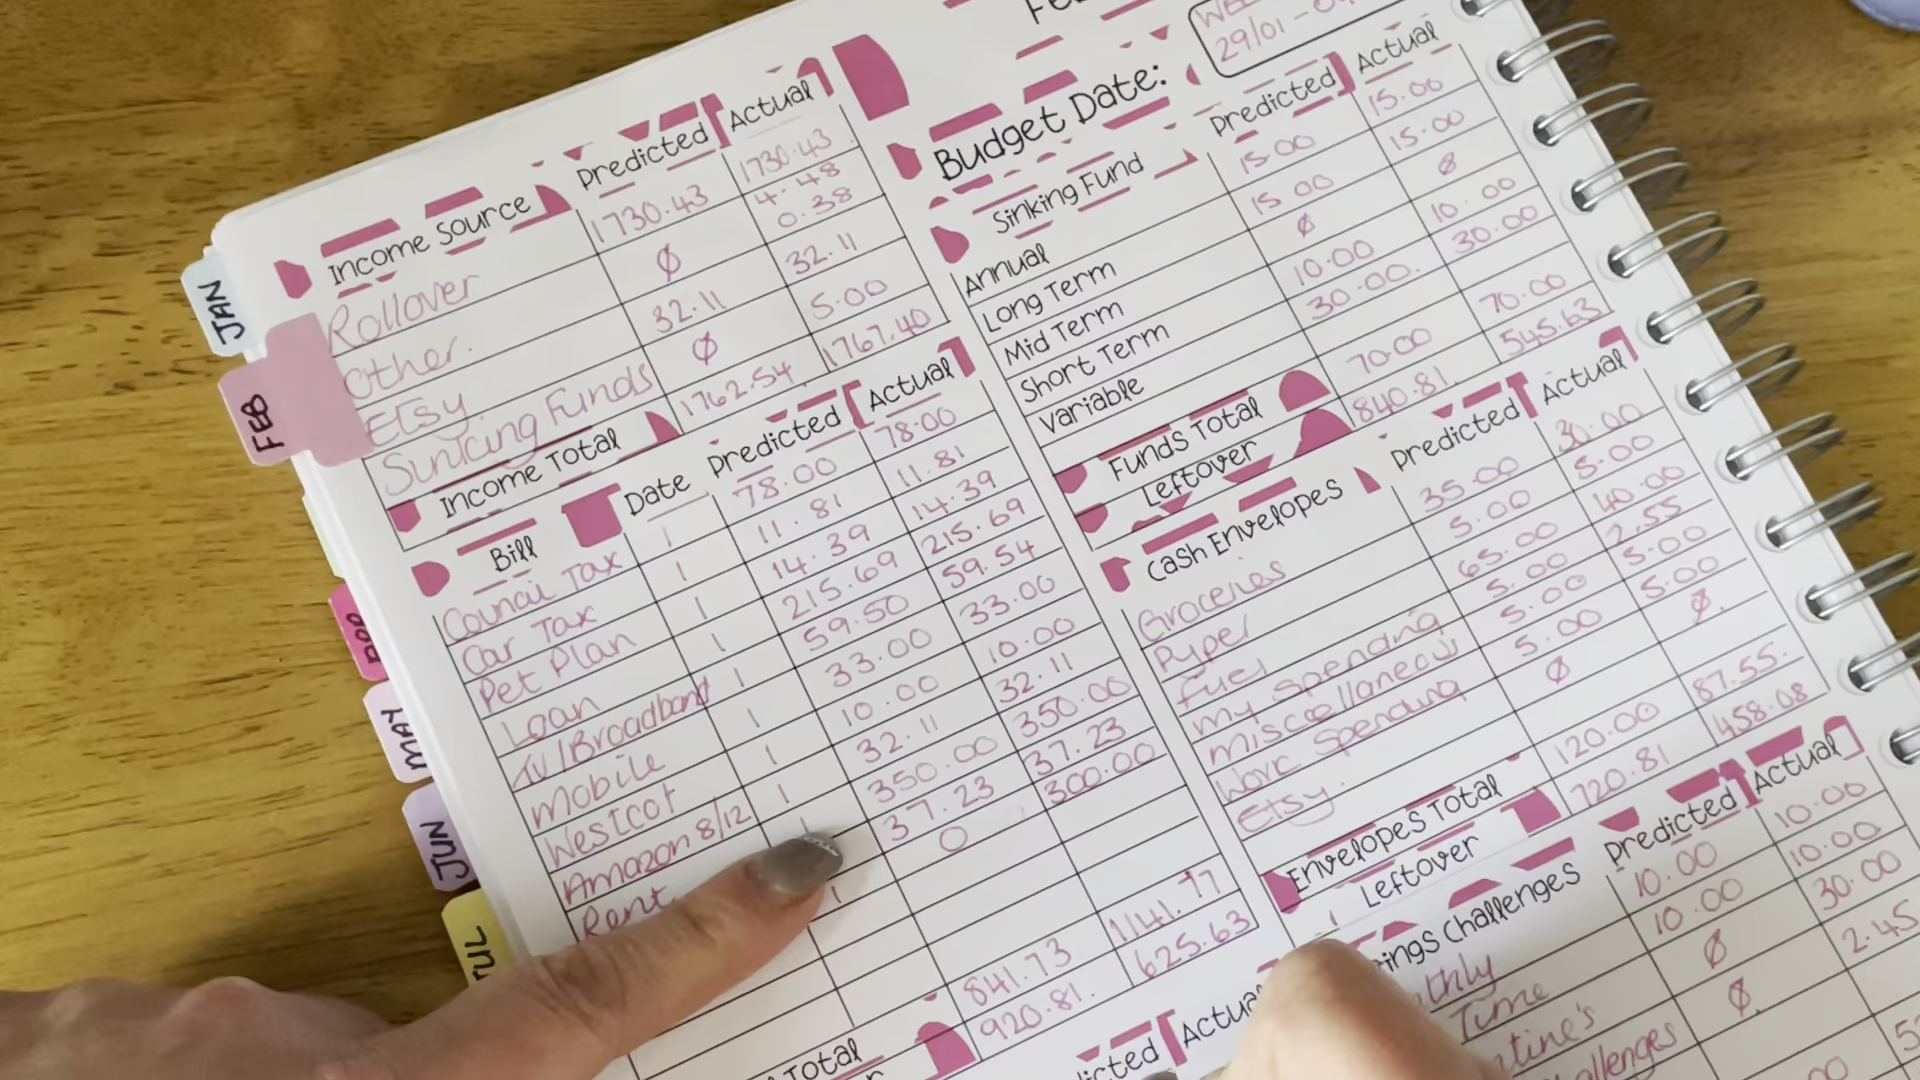 JAN
FEB
MAY
JUN
JUL
Income Source Predicted Actual
Rollover 1730.43 1730.43
4.48
Other. ∅ 0.38
Etsy. 32.11 32.11
Sinking Funds ∅ 5.00
Income Total 1762.54 1767.40
Bill Date Predicted Actual
Council Tax 1 78.00 78.00
Car Tax 1 11.81 11.81
Pet Plan 1 14.39 14.39
Loan 1 215.69 215.69
TV/Broadband 1 59.50 59.54
Mobile 1 33.00 33.00
Westcot 1 10.00 10.00
Amazon 8/12 1 32.11 32.11
Rent 1 350.00 350.00
1 37.23 37.23
0 300.00
Total 841.73 1141.77
920.81. 625.63
Actual
29/01 -
Budget Date:
Sinking Fund Predicted Actual
Annual 15.00 15.00
Long Term 15.00 15.00
Mid Term ∅ ∅
Short Term 10.00 10.00
Variable 30.00. 30.00
Funds Total 70.00 70.00
Leftover 840.81. 545.63
Cash Envelopes Predicted Actual
Groceries 35.00 30.00
Pyper 5.00 5.00
Fuel 65.00 40.00
My Spending 5.00 2.55
Miscellaneous 5.00 5.00
Work Spending 5.00 5.00
Etsy. ∅ ∅.
Envelopes Total 120.00 87.55.
Leftover 720.81 458.08
ings Challenges Predicted Actual
thly 10.00 10.00
Time 10.00 10.00
ntine's ∅ 30.00
allenges ∅. 2.45